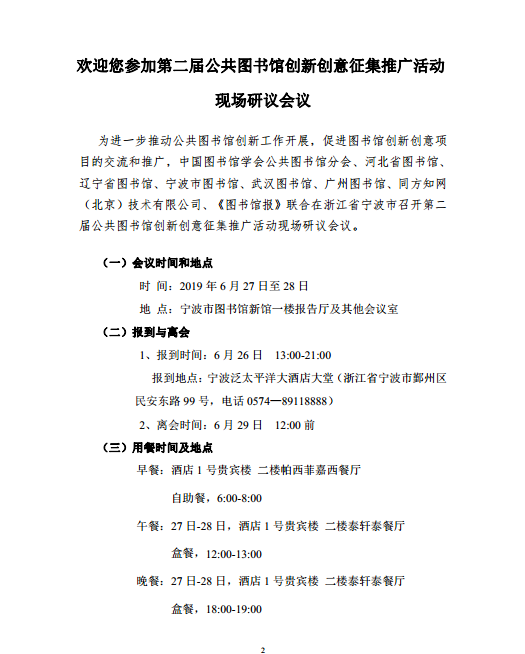 欢迎您参加第二届公共图书馆创新创意征集推广活动
现场研议会议
为进一步推动公共图书馆创新工作开展，促进图书馆创新创意项
目的交流和推广，中国图书馆学会公共图书馆分会、河北省图书馆、
辽宁省图书馆、宁波市图书馆、武汉图书馆、广州图书馆、同方知网
（北京）技术有限公司、《图书馆报》联合在浙江省宁波市召开第二
届公共图书馆创新创意征集推广活动现场研议会议。
（一）会议时间和地点
时 间：2019 年 6 月 27 日至 28 日
地 点：宁波市图书馆新馆一楼报告厅及其他会议室
（二）报到与离会
1、报到时间：6 月 26 日 13:00-21:00
报到地点：宁波泛太平洋大酒店大堂（浙江省宁波市鄞州区
民安东路 99 号，电话 0574—89118888）
2、离会时间：6 月 29 日 12:00 前
（三）用餐时间及地点
早餐：酒店 1 号贵宾楼 二楼帕西菲嘉西餐厅
自助餐，6:00-8:00
午餐：27 日-28 日，酒店 1 号贵宾楼 二楼泰轩泰餐厅
盒餐，12:00-13:00
晚餐：27 日-28 日，酒店 1 号贵宾楼 二楼泰轩泰餐厅
盒餐，18:00-19:00
2